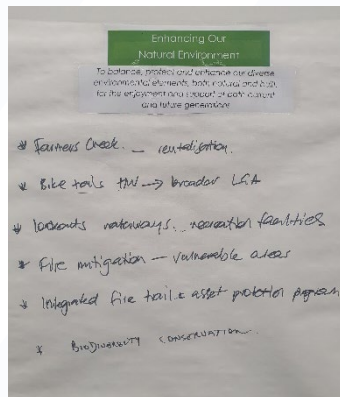 Enhancing Our
Natural Environment
To balance, protect and enhance our diverse
environmental elements, both natural and built,
for the enjoyment and support of both current
and future generations
* Farmers Creek. — revitalisation.
* Bike trails → broader LGA
* lookouts waterways.. recreation facilities
* Fire mitigation — vulnerable areas
* Integrated fire trail & asset protection program
* BIODIVERSITY CONSERVATION.